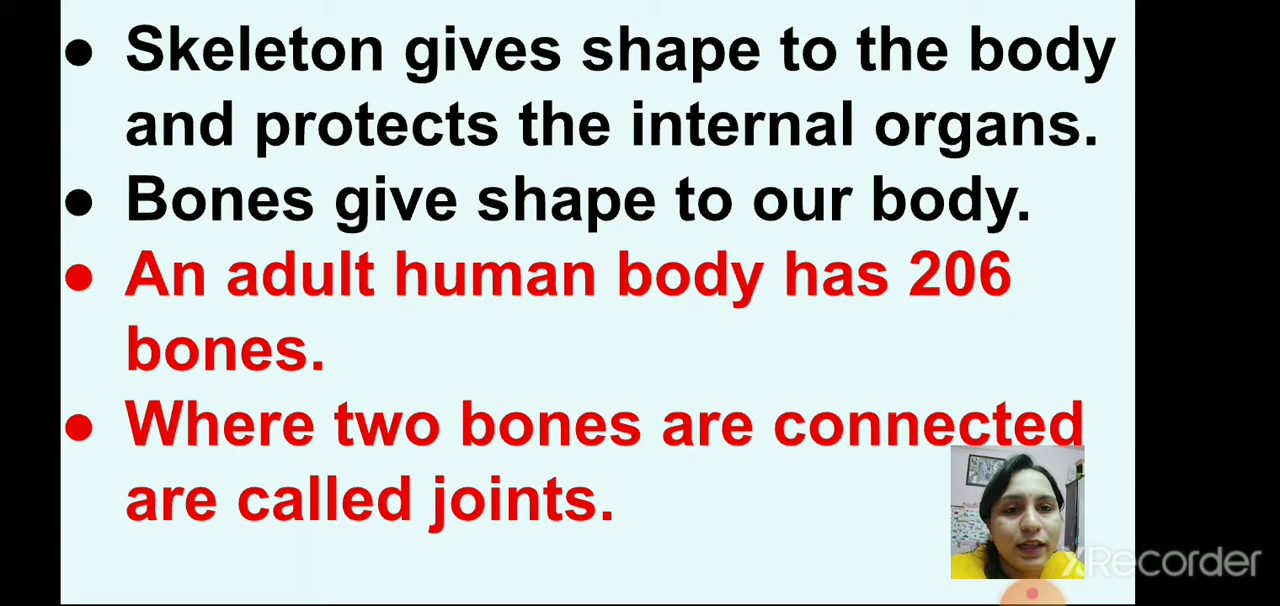 ● Skeleton gives shape to the body
and protects the internal organs.
● Bones give shape to our body.
● An adult human body has 206
bones.
● Where two bones are connected
are called joints.
XRecorder